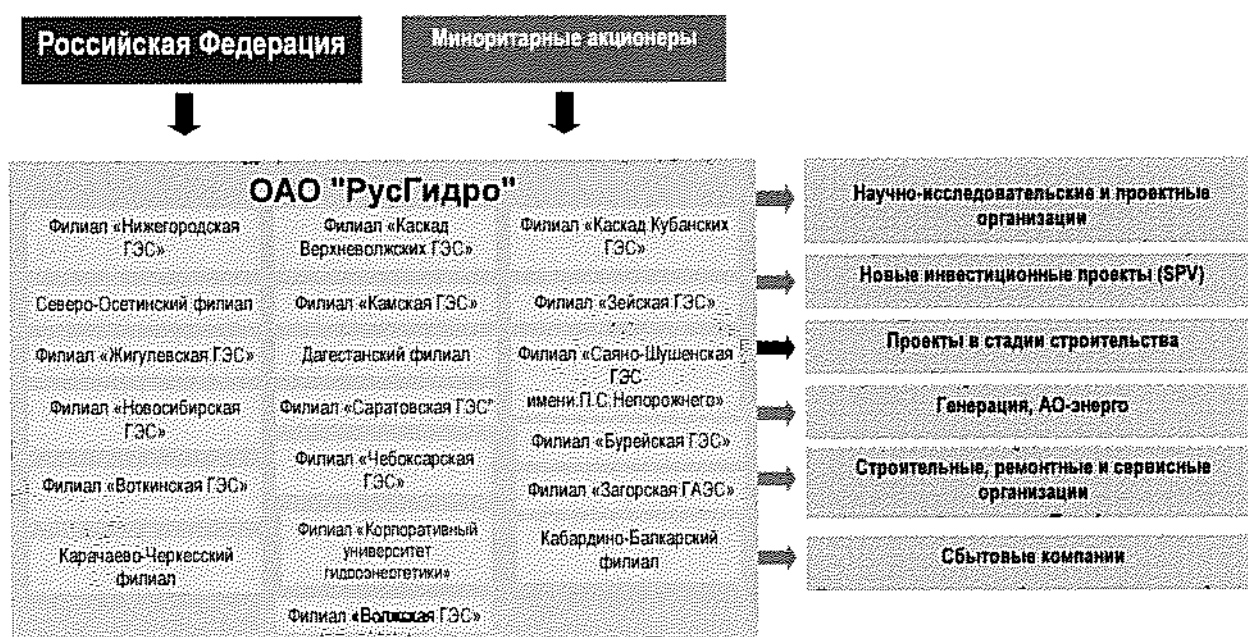 Российская Федерация
Миноритарные акционеры
ОАО "РусГидро"
Филиал «Нижегородская
ГЭС»
Северо-Осетинский филиал
Филиал «Жигулевская ГЭС»
Филиал «Новосибирская
ГЭС»
Филиал «Воткинская ГЭС»
Карачаево-Черкесский
филиал
Филиал «Каскад
Верхневолжских ГЭС»
Филиал «Камская ГЭС»
Дагестанский филиал
Филиал «Саратовская ГЭС"
Филиал «Чебоксарская
ГЭС»
Филиал «Корпоративный
университет
гидроэнергетики»
Филиал «Волжская ГЭС»
Филиал «Каскад Кубанских
ГЭС»
Филиал «Зейская ГЭС»
Филиал «Саяно-Шушенская
ГЭС
имени.П.С.Непорожнего»
Филиал «Бурейская ГЭС»
Филиал «Загорская ГАЭС»
Кабардино-Балкарский
филиал
Научно-исследовательские и проектные
организации
Новые инвестиционные проекты (SPV)
Проекты в стадии строительства
Генерация, АО-энерго
Строительные, ремонтные и сервисные
организации
Сбытовые компании